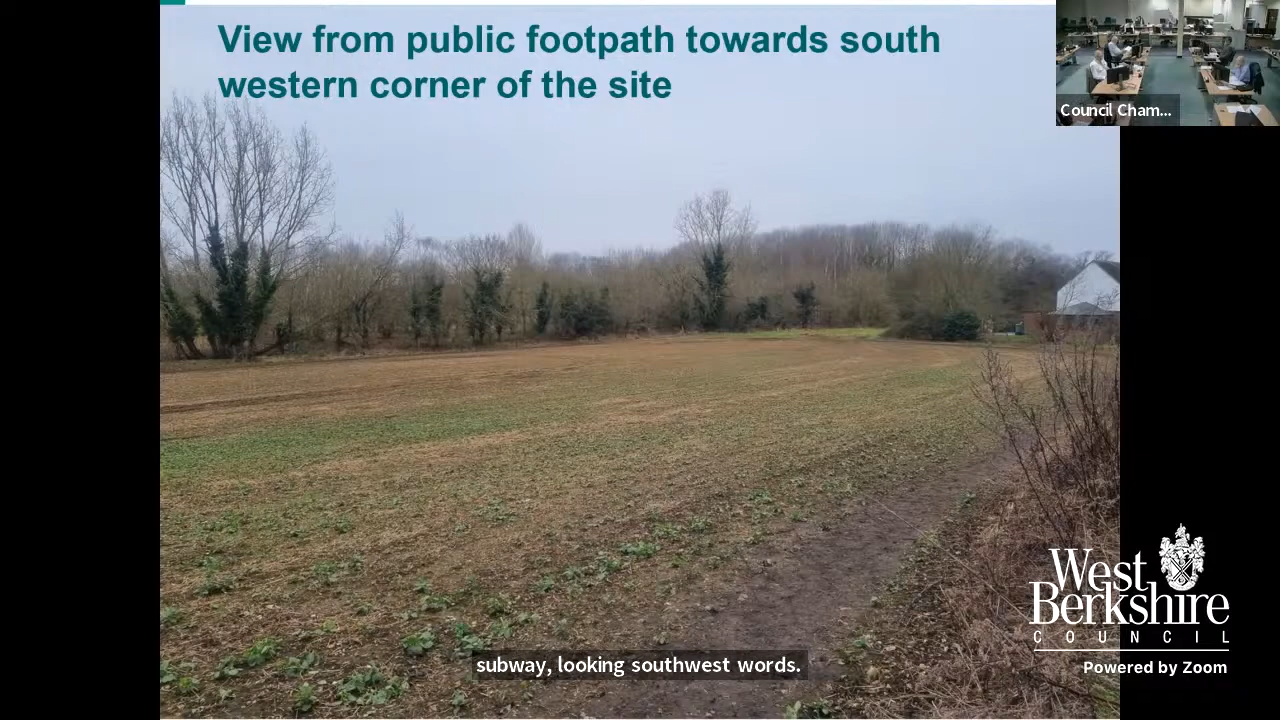 View from public footpath towards south
western corner of the site
Council Cham...
West
Berkshire
COUNCIL
Powered by Zoom
subway, looking southwest words.